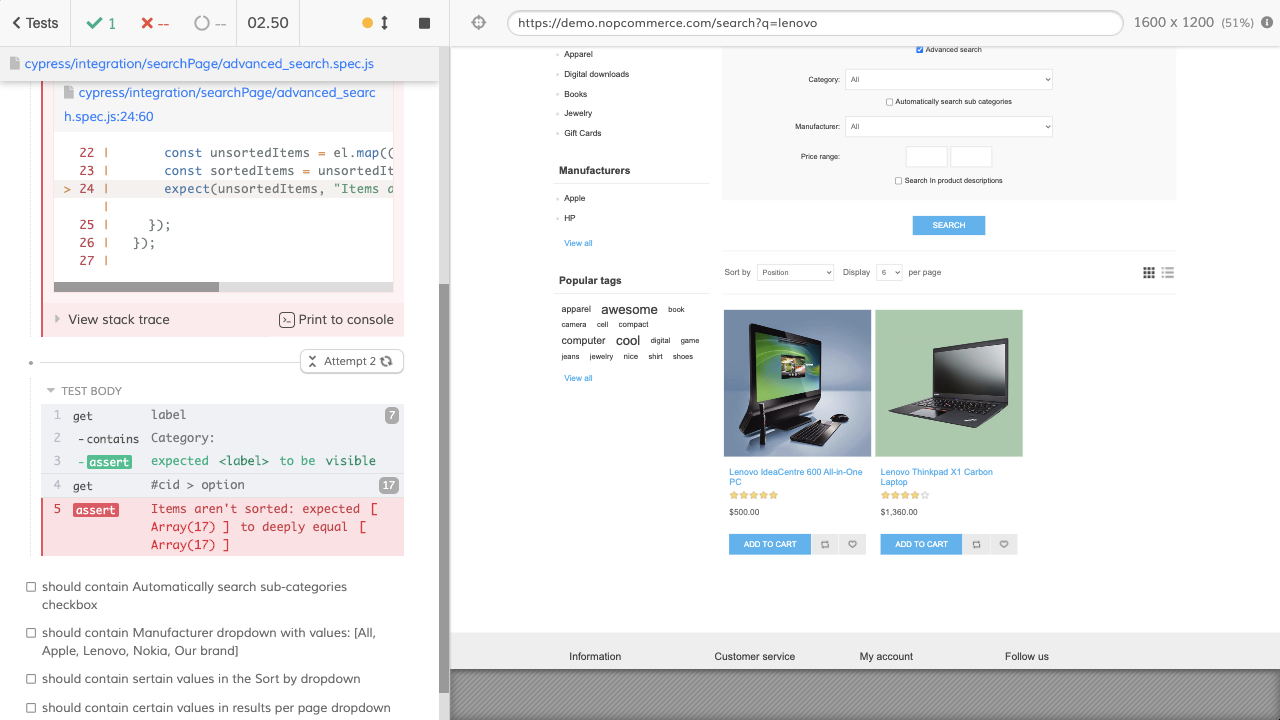 Tests
1
--
--
02.50
https://demo.nopcommerce.com/search?q=lenovo
1600 x 1200 (51%)
cypress/integration/searchPage/advanced_search.spec.js
cypress/integration/searchPage/advanced_searc
h.spec.js:24:60
22 | const unsortedItems = el.map((
23 | const sortedItems = unsortedIt
> 24 | expect(unsortedItems, "Items d
|
25 | });
26 | });
27 |
View stack trace
Print to console
Attempt 2
TEST BODY
1 get label 7
2 -contains Category:
3 -assert expected <label> to be visible
4 get #cid > option 17
5 assert Items aren't sorted: expected [
Array(17) ] to deeply equal [
Array(17) ]
should contain Automatically search sub-categories
checkbox
should contain Manufacturer dropdown with values: [All,
Apple, Lenovo, Nokia, Our brand]
should contain sertain values in the Sort by dropdown
should contain certain values in results per page dropdown
Apparel
Digital downloads
Books
Jewelry
Gift Cards
Manufacturers
Apple
HP
View all
Popular tags
apparel awesome book
camera cell compact
computer cool digital game
jeans jewelry nice shirt shoes
View all
Advanced search
Category: All
Automatically search sub categories
Manufacturer: All
Price range:
Search In product descriptions
SEARCH
Sort by Position Display 6 per page
Lenovo IdeaCentre 600 All-in-One
PC
$500.00
ADD TO CART
Lenovo Thinkpad X1 Carbon
Laptop
$1,360.00
ADD TO CART
Information
Customer service
My account
Follow us